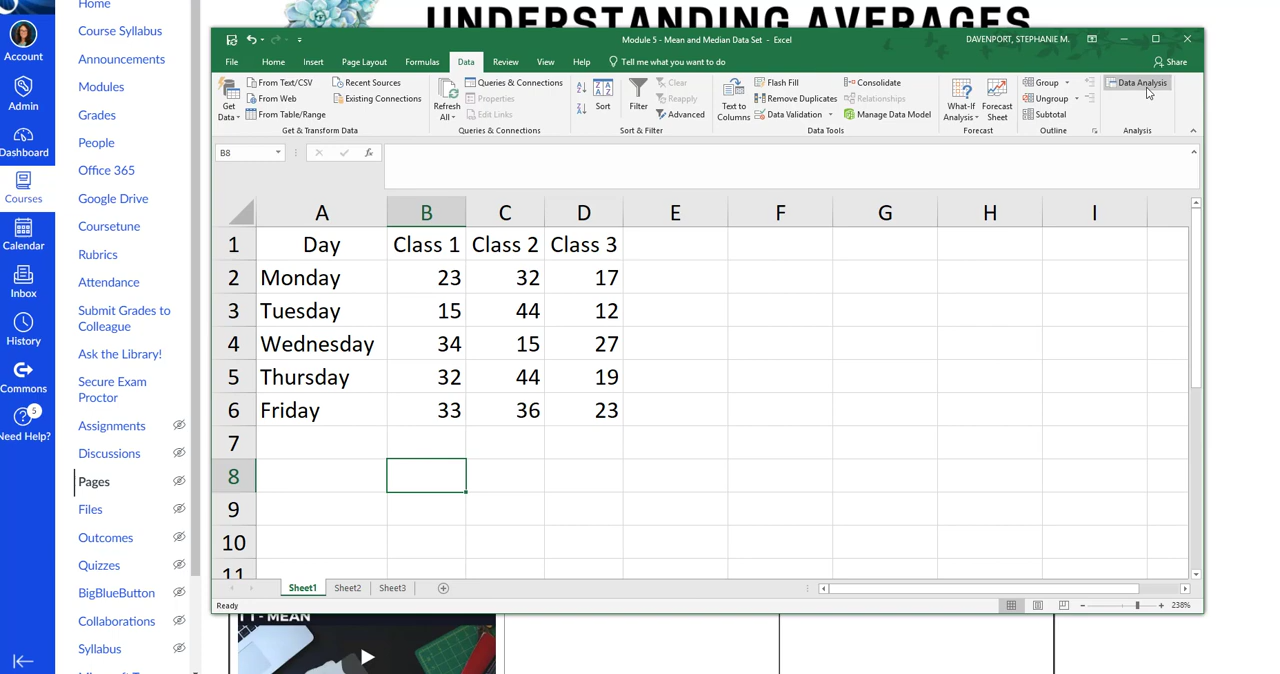 UNDERSTANDING AVERAGES
Home
Course Syllabus
Announcements
Modules
Grades
People
Office 365
Google Drive
Coursetune
Rubrics
Attendance
Submit Grades to
Colleague
Ask the Library!
Secure Exam
Proctor
Assignments
Discussions
Pages
Files
Outcomes
Quizzes
BigBlueButton
Collaborations
Syllabus
Account
Admin
Dashboard
Courses
Calendar
Inbox
History
Commons
5
Need Help?
Module 5 - Mean and Median Data Set - Excel
DAVENPORT, STEPHANIE M.
File Home Insert Page Layout Formulas Data Review View Help Tell me what you want to do Share
Get
Data
From Text/CSV
From Web
From Table/Range
Recent Sources
Existing Connections
Get & Transform Data
Refresh
All
Queries & Connections
Properties
Edit Links
Queries & Connections
Sort
Filter
Clear
Reapply
Advanced
Sort & Filter
Text to
Columns
Flash Fill
Remove Duplicates
Data Validation
Consolidate
Relationships
Manage Data Model
Data Tools
What-If
Analysis
Forecast
Sheet
Forecast
Group
Ungroup
Subtotal
Outline
Data Analysis
Analysis
B8 fx
A B C D E F G H I
1 Day Class 1 Class 2 Class 3
2 Monday 23 32 17
3 Tuesday 15 44 12
4 Wednesday 34 15 27
5 Thursday 32 44 19
6 Friday 33 36 23
7
8
9
10
11
Sheet1 Sheet2 Sheet3
Ready 238%
- MEAN